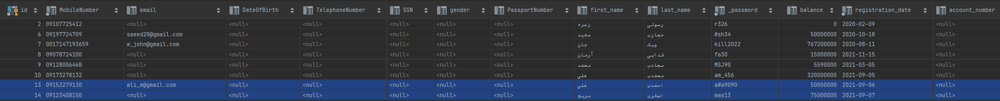 id MobileNumber email DateOfBirth TelephoneNumber SSN gender PassportNumber first_name last_name _password balance registration_date account_number
2 09107725412 <null> <null> <null> <null> <null> <null> زمره رسولی r326 0 2020-02-09 <null>
6 09197724709 saeed20@gmail.com <null> <null> <null> <null> <null> سعید حجازی #sh34 50000000 2020-10-18 <null>
7 0017147193659 w_john@gmail.com <null> <null> <null> <null> <null> جان ویک kill2022 767200000 2020-08-11 <null>
8 09078724100 <null> <null> <null> <null> <null> <null> آرمان فدایی fa30 15000000 2021-11-15 <null>
9 09128006468 <null> <null> <null> <null> <null> <null> محمد سجادی MSJ90 5590000 2021-03-05 <null>
10 09173278132 <null> <null> <null> <null> <null> <null> علی محمدی am_456 320000000 2021-09-05 <null>
13 09153279130 ali_m@gmail.com <null> <null> <null> <null> <null> علی احمدی a#a9090 50000000 2021-09-06 <null>
14 09123408150 <null> <null> <null> <null> <null> <null> مریم اصغری mas13 75000000 2021-09-07 <null>